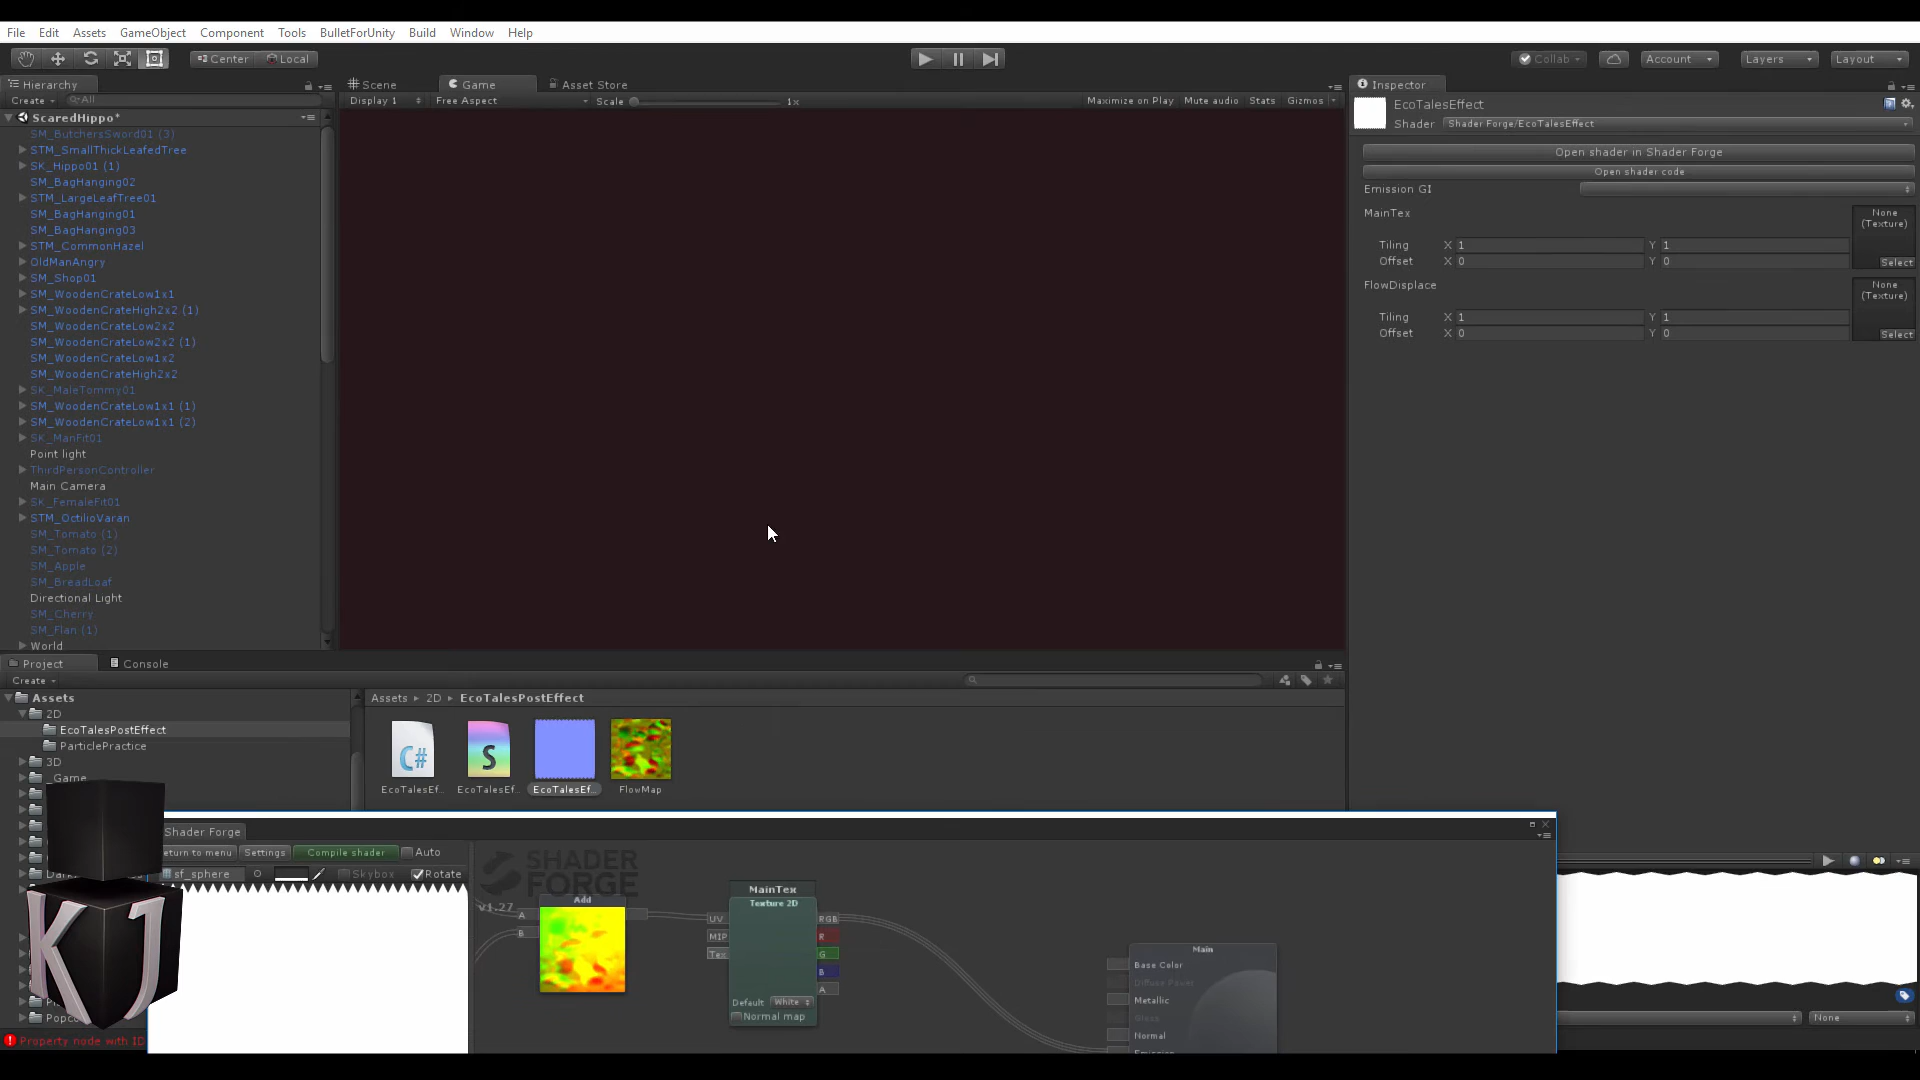 File Edit Assets GameObject Component Tools BulletForUnity Build Window Help
Center Local Collab Account Layers Layout
Hierarchy Scene Game Asset Store Inspector
Create All Display 1 Free Aspect Scale 1x Maximize on Play Mute audio Stats Gizmos
EcoTalesEffect
Shader Shader Forge/EcoTalesEffect
Open shader in Shader Forge
Open shader code
Emission GI
MainTex None (Texture)
Tiling X 1 Y 1
Offset X 0 Y 0
Select
FlowDisplace None (Texture)
Tiling X 1 Y 1
Offset X 0 Y 0
Select
ScaredHippo*
SM_ButchersSword01 (3)
STM_SmallThickLeafedTree
SK_Hippo01 (1)
SM_BagHanging02
STM_LargeLeafTree01
SM_BagHanging01
SM_BagHanging03
STM_CommonHazel
OldManAngry
SM_Shop01
SM_WoodenCrateLow1x1
SM_WoodenCrateHigh2x2 (1)
SM_WoodenCrateLow2x2
SM_WoodenCrateLow2x2 (1)
SM_WoodenCrateLow1x2
SM_WoodenCrateHigh2x2
SK_MaleTommy01
SM_WoodenCrateLow1x1 (1)
SM_WoodenCrateLow1x1 (2)
SK_ManFit01
Point light
ThirdPersonController
Main Camera
SK_FemaleFit01
STM_OctilioVaran
SM_Tomato (1)
SM_Tomato (2)
SM_Apple
SM_BreadLoaf
Directional Light
SM_Cherry
SM_Flan (1)
World
Project Console
Create
Assets
2D
EcoTalesPostEffect
ParticlePractice
3D
_Game
Assets 2D EcoTalesPostEffect
C# S
EcoTalesEf.. EcoTalesEf.. EcoTalesEf.. FlowMap
KJ
Property node with ID
Shader Forge
eturn to menu Settings Compile shader Auto
sf_sphere Skybox Rotate
SHADER
FORGE
v1.27
Add
A
B
MainTex
Texture 2D
UV RGB
MIP R
Tex G
B
A
Default White
Normal map
Main
Base Color
Diffuse Power
Metallic
Gloss
Normal
Emission
None